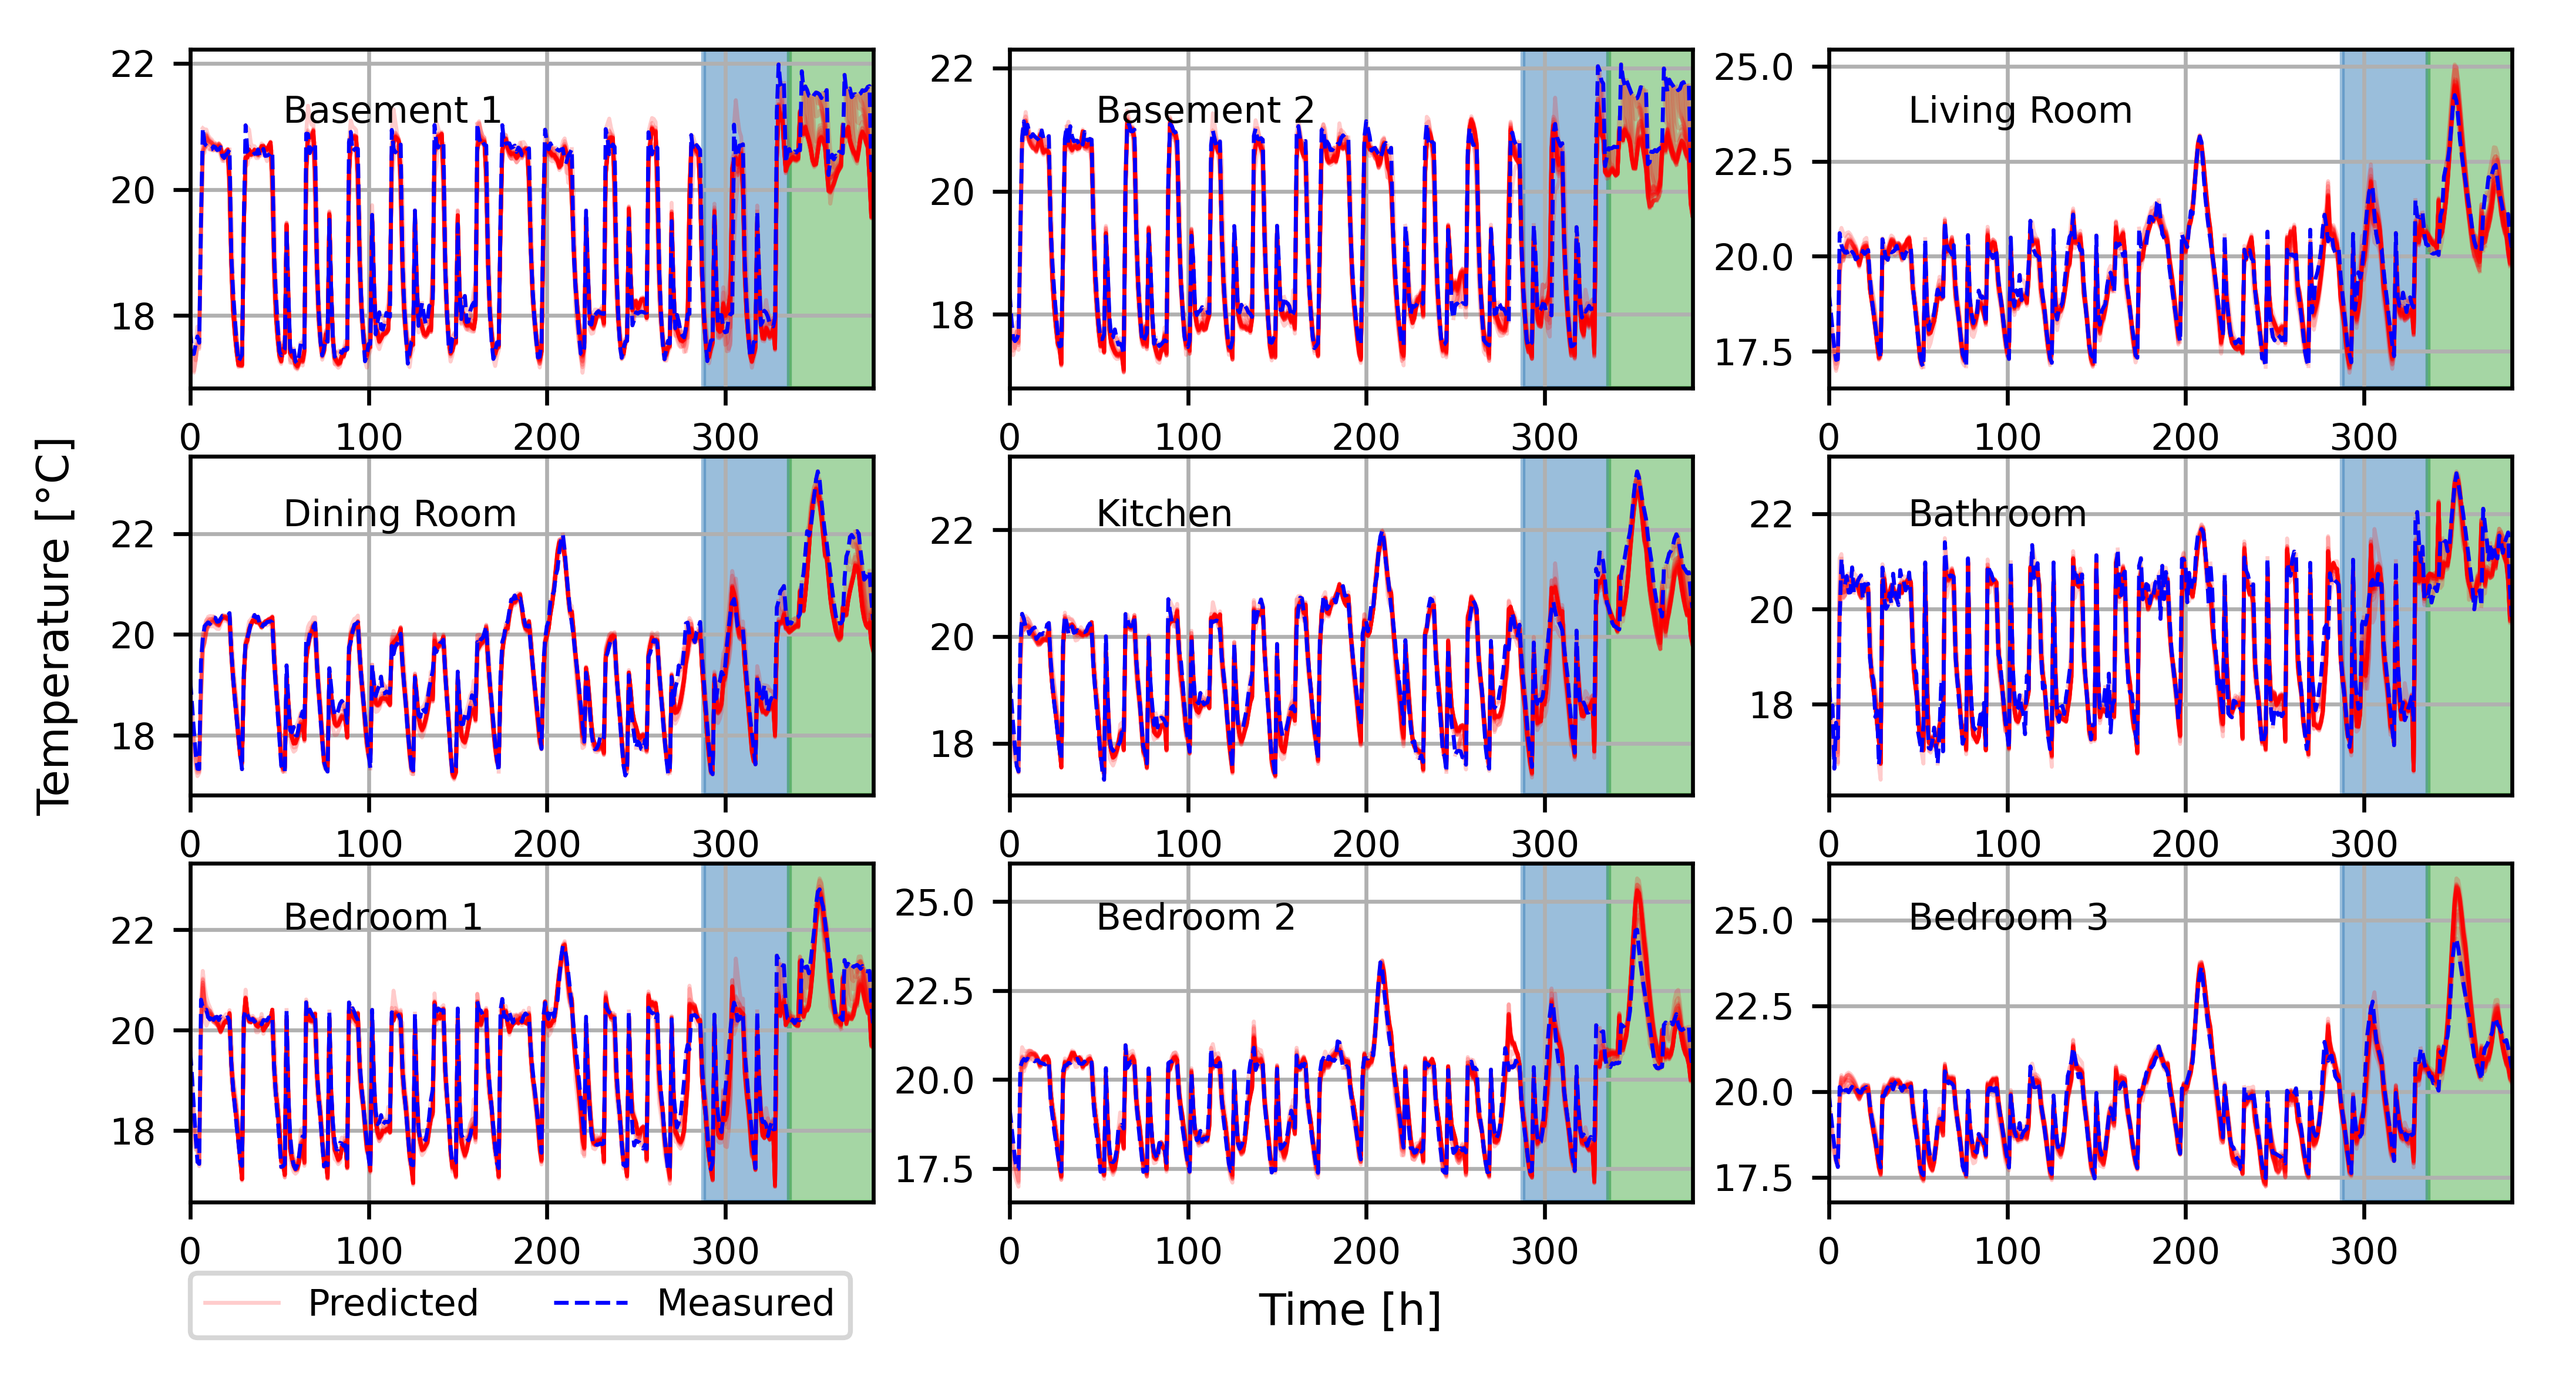 22
20
18
Basement 1
0 100 200 300
22
20
18
Basement 2
0 100 200 300
25.0
22.5
20.0
17.5
Living Room
0 100 200 300
22
20
18
Dining Room
0 100 200 300
22
20
18
Kitchen
0 100 200 300
22
20
18
Bathroom
0 100 200 300
22
20
18
Bedroom 1
0 100 200 300
25.0
22.5
20.0
17.5
Bedroom 2
0 100 200 300
25.0
22.5
20.0
17.5
Bedroom 3
0 100 200 300
Temperature [°C]
Predicted Measured
Time [h]